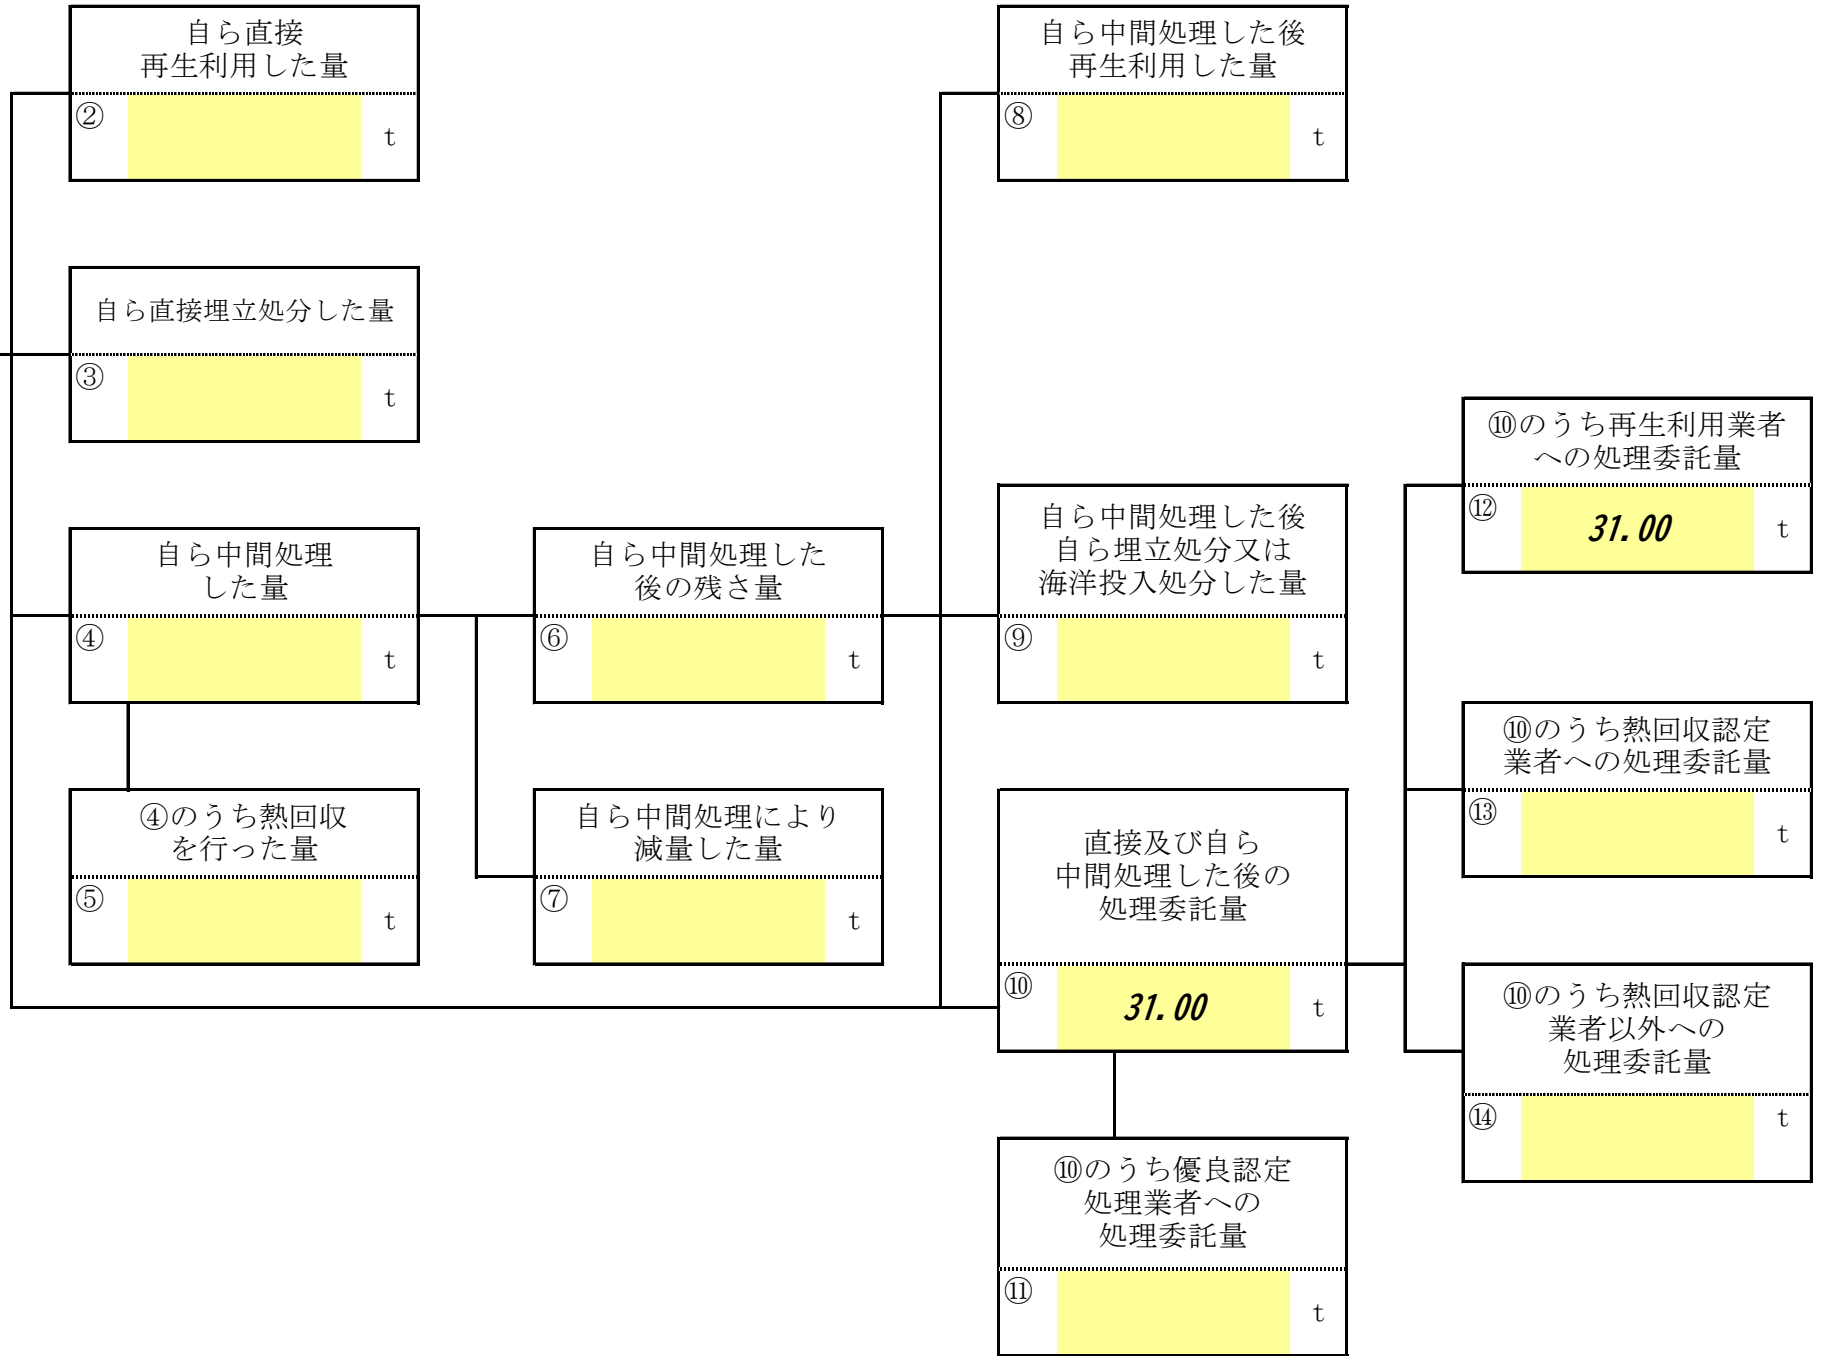 自ら直接
再生利用した量
②
t
自ら中間処理した後
再生利用した量
⑧
t
自ら直接埋立処分した量
③
t
⑩のうち再生利用業者
への処理委託量
⑫
31.00
t
自ら中間処理
した量
④
t
自ら中間処理した
後の残さ量
⑥
t
自ら中間処理した後
自ら埋立処分又は
海洋投入処分した量
⑨
t
⑩のうち熱回収認定
業者への処理委託量
⑬
t
④のうち熱回収
を行った量
⑤
t
自ら中間処理により
減量した量
⑦
t
直接及び自ら
中間処理した後の
処理委託量
⑩
31.00
t
⑩のうち熱回収認定
業者以外への
処理委託量
⑭
t
⑩のうち優良認定
処理業者への
処理委託量
⑪
t